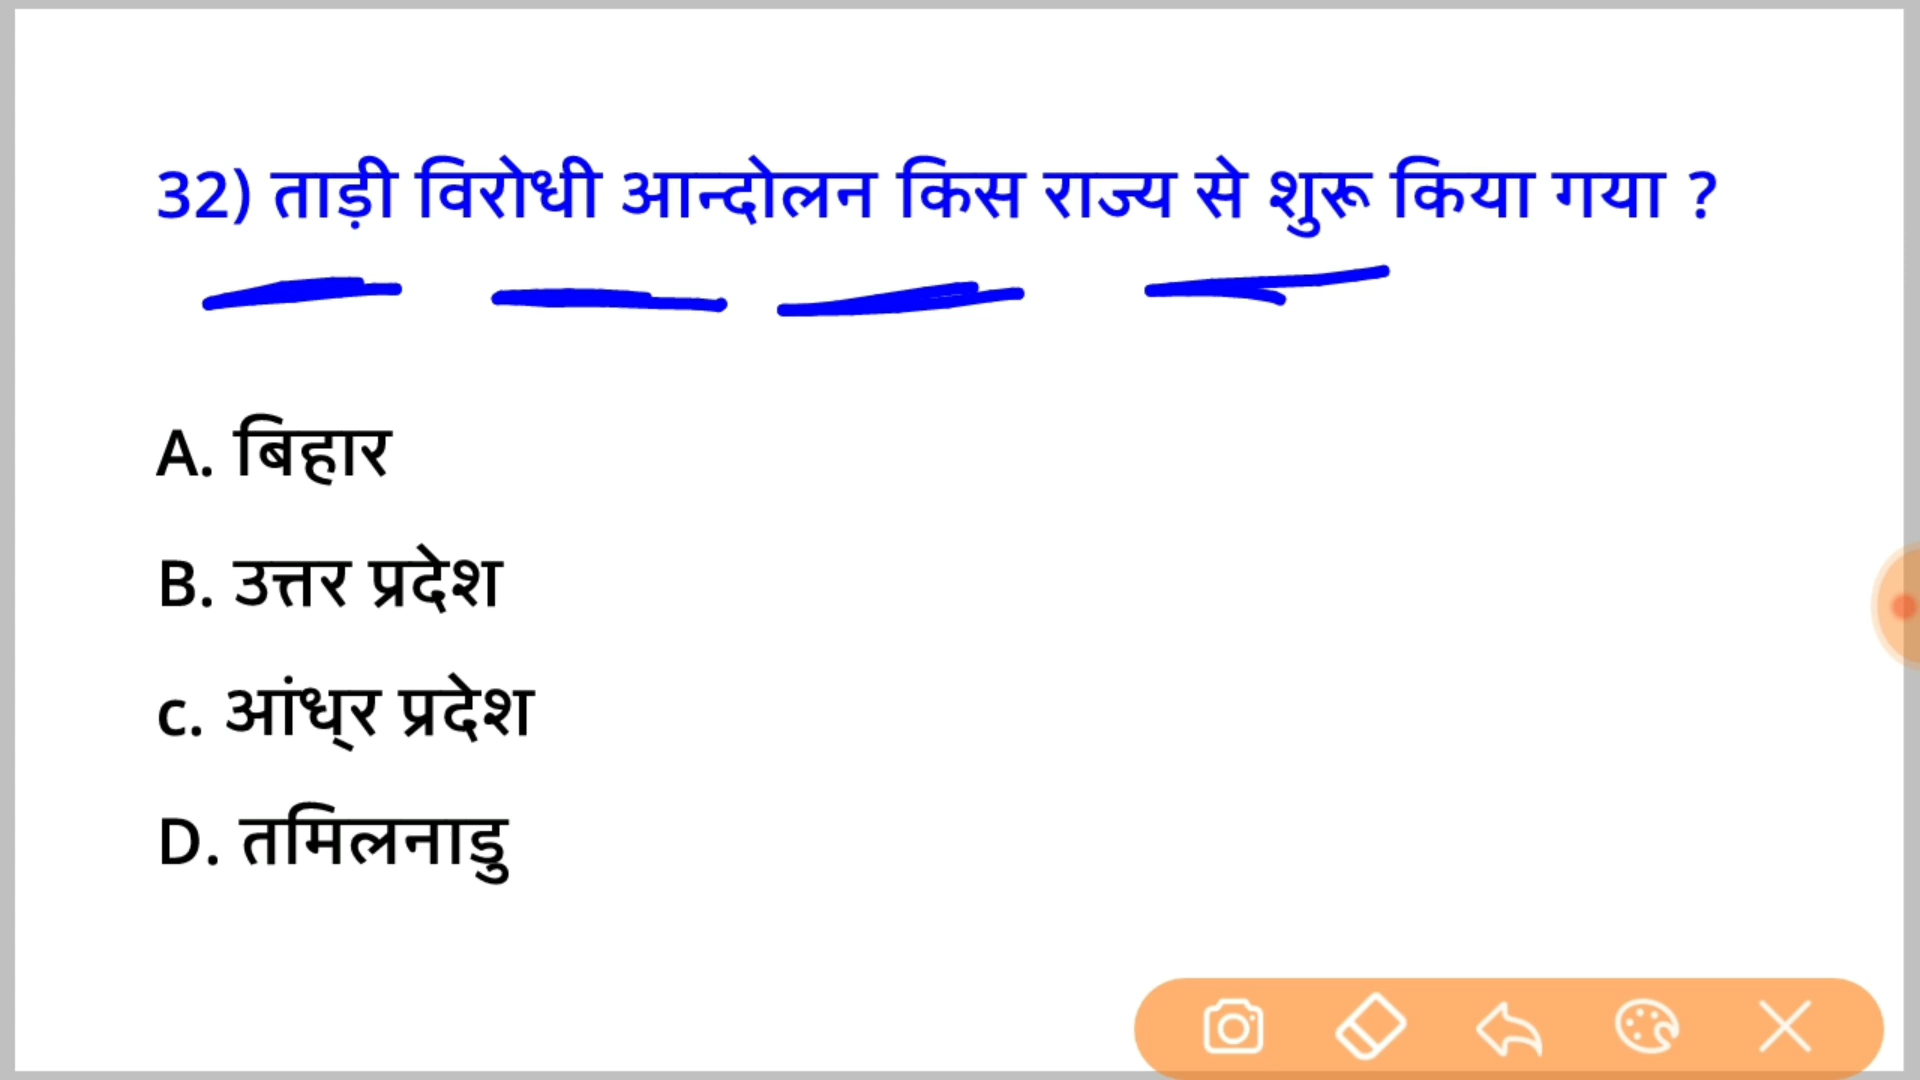 32) ताड़ी विरोधी आन्दोलन किस राज्य से शुरू किया गया ?
A. बिहार
B. उत्तर प्रदेश
c. आंध्‌र प्रदेश
D. तमिलनाडु